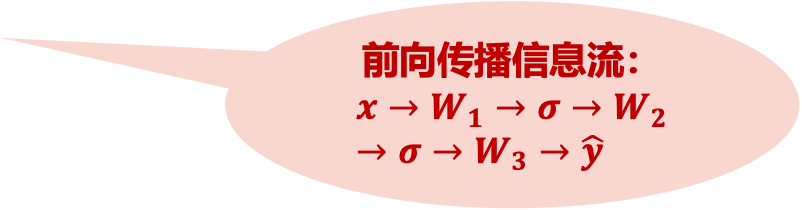 前向传播信息流：
x → W₁ → σ → W₂
→ σ → W₃ → ŷ